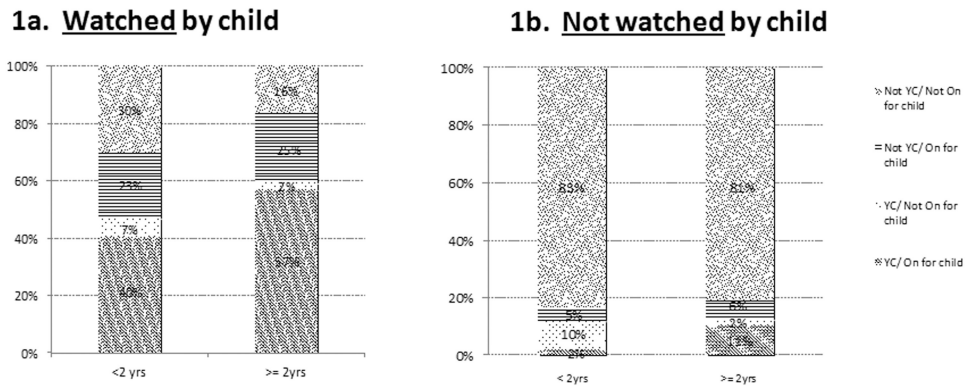 1a. Watched by child
100%
80%
60%
40%
20%
0%
30%
23%
7%
40%
16%
25%
2%
57%
<2 yrs
>= 2yrs
1b. Not watched by child
100%
80%
60%
40%
20%
0%
83%
5%
10%
2%
81%
6%
2%
11%
< 2yrs
>= 2yrs
Not YC/ Not On
for child
Not YC/ On for
child
YC/ Not On for
child
YC/ On for child